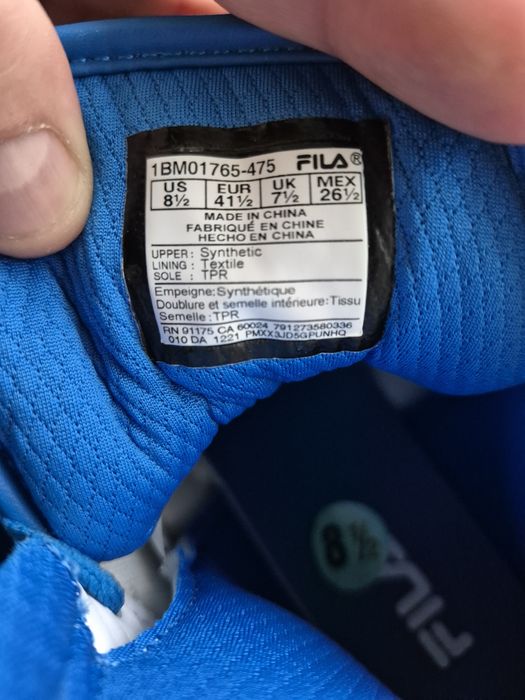 1BM01765-475 FILA®
US EUR UK MEX
8½ 41½ 7½ 26½
MADE IN CHINA
FABRIQUÉ EN CHINE
HECHO EN CHINA
UPPER : Synthetic
LINING : Textile
SOLE : TPR
Empeigne: Synthétique
Doublure et semelle intérieure: Tissu
Semelle : TPR
RN 91175 CA 60024 791273580336
010 DA 1221 PMXX3JD5GPUNHQ
8½
FILA